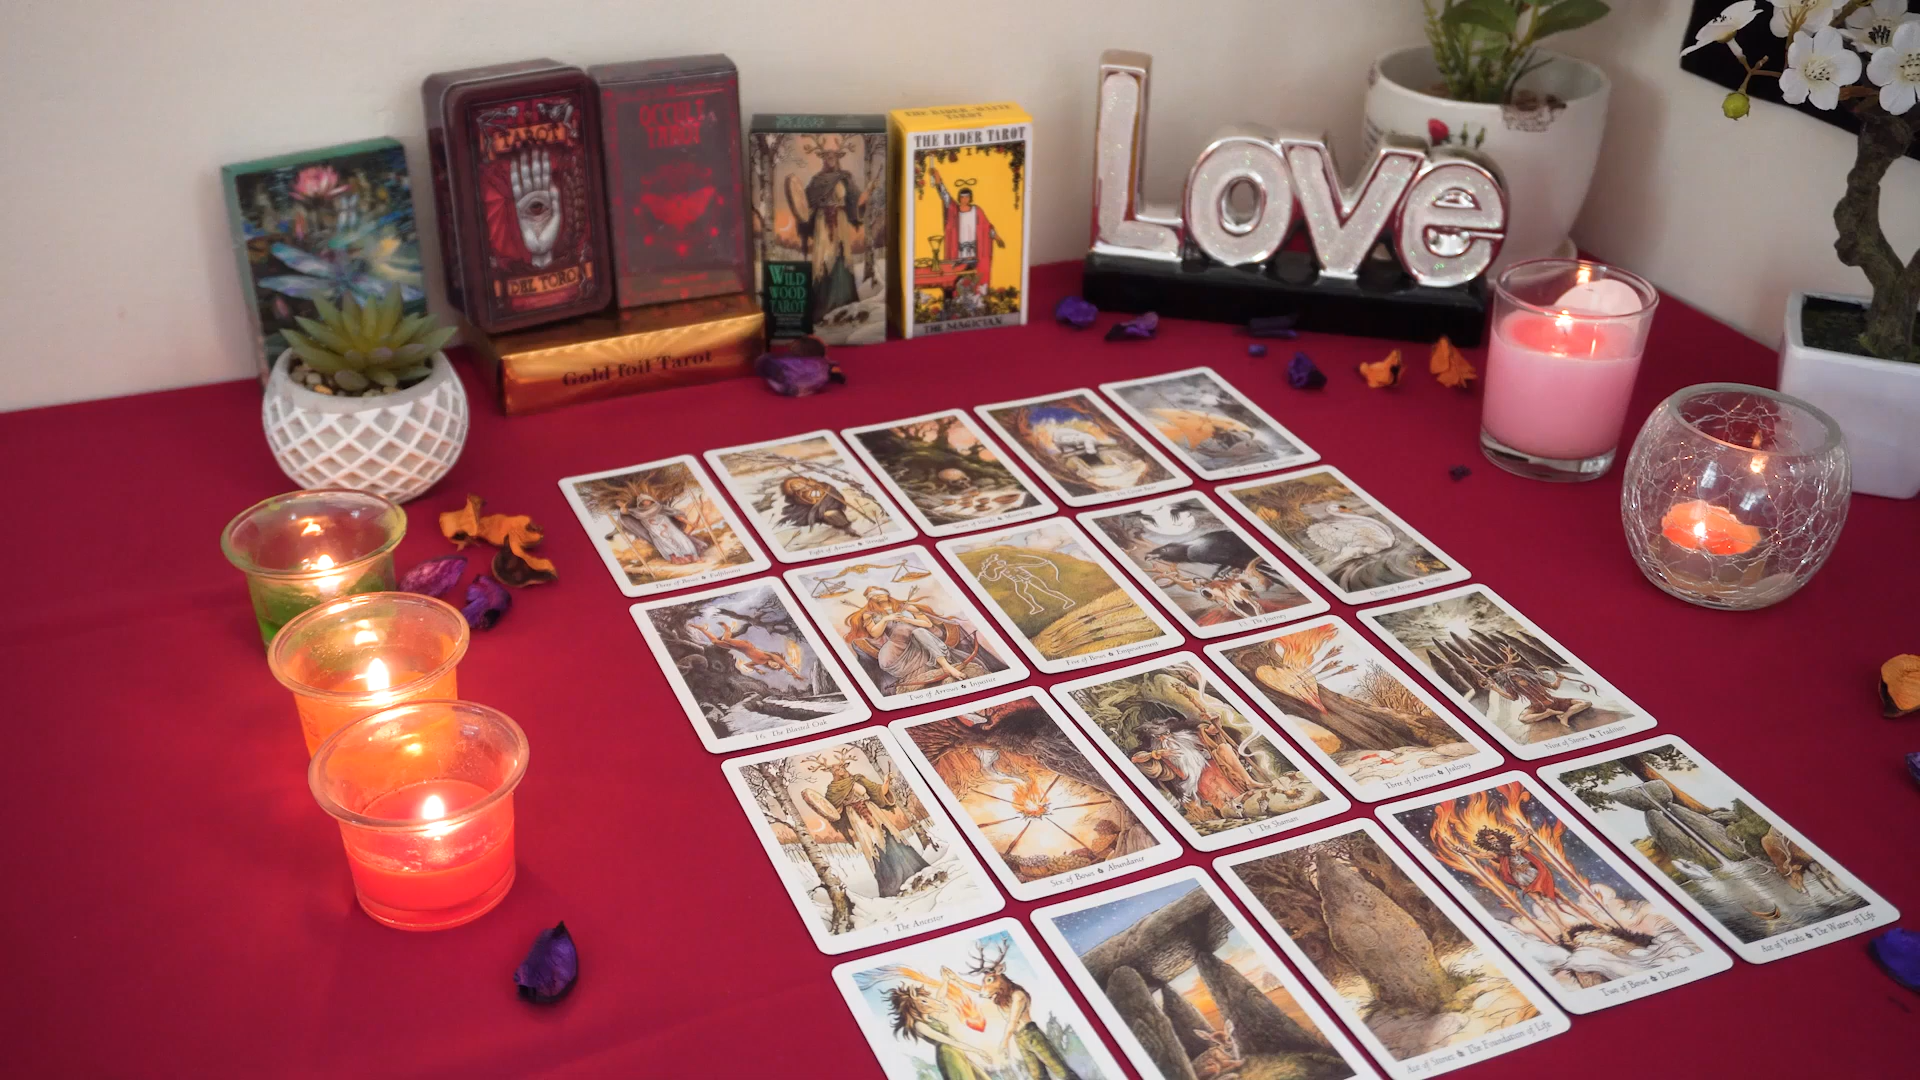 TAROT
DEL TORO
OCCULT
TAROT
Gold foil Tarot
THE
WILD
WOOD
TAROT
THE RIDER-WAITE
TAROT
THE RIDER TAROT
I
THE MAGICIAN
Love
Three of Bows Fulfilment
Eight of Arrows Struggle
16. The Blasted Oak
Two of Arrows Injustice
Five of Bows Empowerment
13. The Journey
5 The Ancestor
Six of Bows Abundance
1 The Shaman
Three of Arrows Jealousy
Nine of Stones Tradition
Ace of Stones The Foundation of Life
Two of Bows Decision
Ace of Vessels The Waters of Life